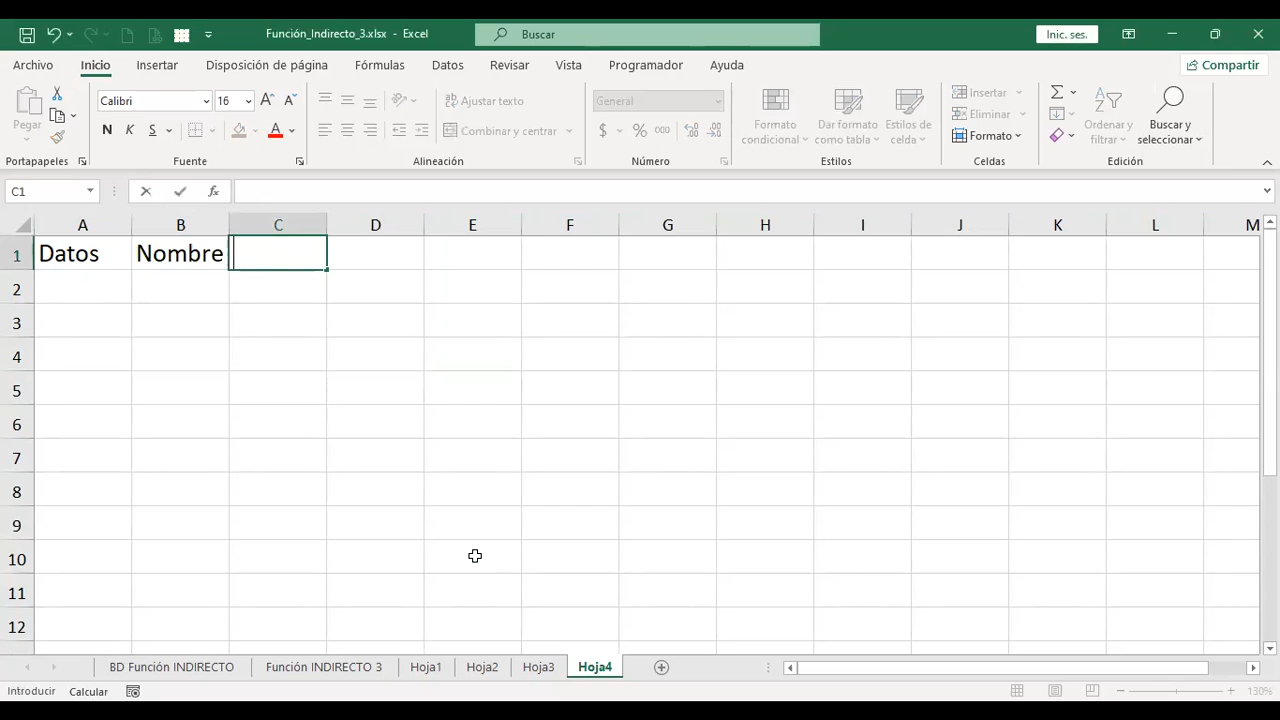 Función_Indirecto_3.xlsx - Excel
Buscar
Inic. ses.
Archivo Inicio Insertar Disposición de página Fórmulas Datos Revisar Vista Programador Ayuda Compartir
Pegar
Calibri 16 A A
N K S A
Ajustar texto
Combinar y centrar
General
$ % 000
Formato condicional
Dar formato como tabla
Estilos de celda
Insertar
Eliminar
Formato
Ordenar y filtrar
Buscar y seleccionar
Portapapeles Fuente Alineación Número Estilos Celdas Edición
C1 fx
A B C D E F G H I J K L M
1 Datos Nombre
2
3
4
5
6
7
8
9
10
11
12
BD Función INDIRECTO Función INDIRECTO 3 Hoja1 Hoja2 Hoja3 Hoja4
Introducir Calcular 130%